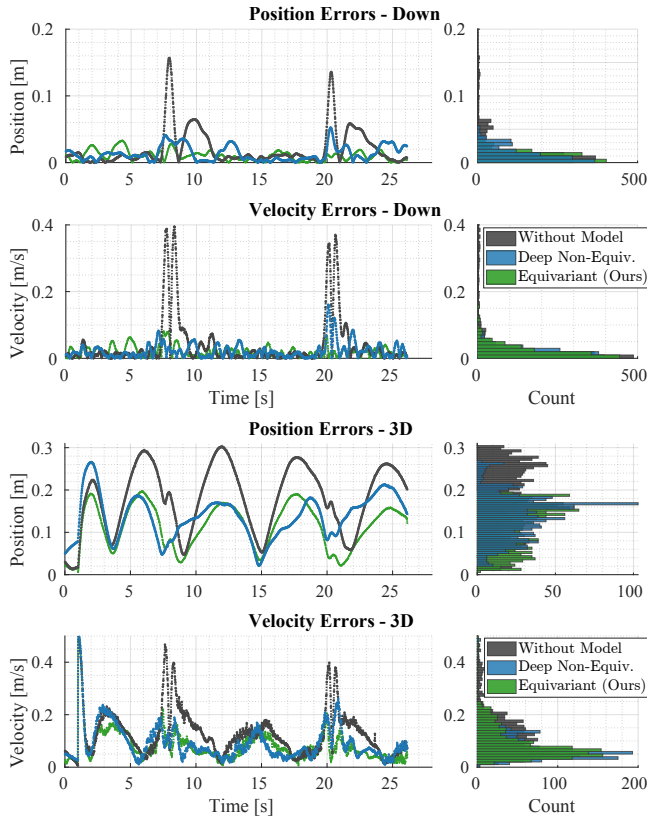 Position Errors - Down
Position [m]
0.2
0.1
0
0 5 10 15 20 25
0 500
Velocity Errors - Down
Velocity [m/s]
0.4
0.2
0
0 5 10 15 20 25
Time [s]
Without Model
Deep Non-Equiv.
Equivariant (Ours)
0.4
0.2
0
0 500
Count
Position Errors - 3D
Position [m]
0.3
0.2
0.1
0
0 5 10 15 20 25
0.3
0.2
0.1
0
0 50 100
Velocity Errors - 3D
Velocity [m/s]
0.4
0.2
0
0 5 10 15 20 25
Time [s]
Without Model
Deep Non-Equiv.
Equivariant (Ours)
0.4
0.2
0
0 100 200
Count